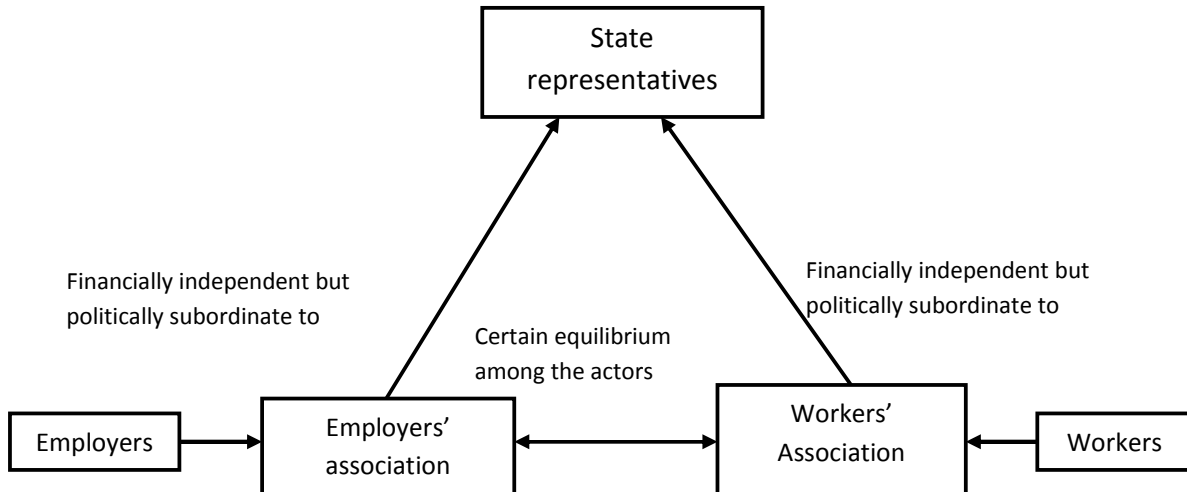 State
representatives
Financially independent but
politically subordinate to
Financially independent but
politically subordinate to
Certain equilibrium
among the actors
Employers
Employers’
association
Workers’
Association
Workers